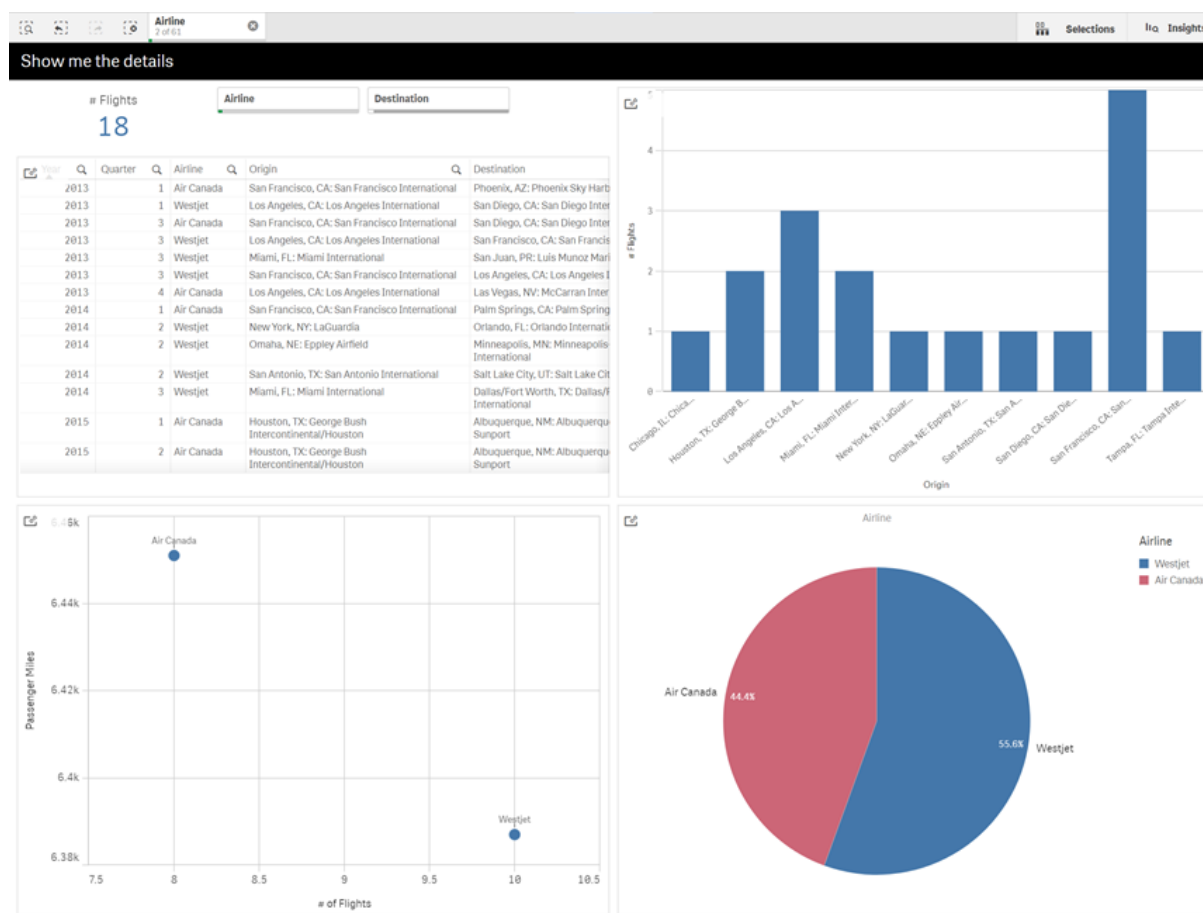 Airline
2 of 61
Selections
Insights
Show me the details
# Flights
18
Airline
Destination
Year Quarter Airline Origin Destination
2013 1 Air Canada San Francisco, CA: San Francisco International Phoenix, AZ: Phoenix Sky Harb
2013 1 Westjet Los Angeles, CA: Los Angeles International San Diego, CA: San Diego Inter
2013 3 Air Canada San Francisco, CA: San Francisco International San Diego, CA: San Diego Inter
2013 3 Westjet Los Angeles, CA: Los Angeles International San Francisco, CA: San Francis
2013 3 Westjet Miami, FL: Miami International San Juan, PR: Luis Munoz Mari
2013 3 Westjet San Francisco, CA: San Francisco International Los Angeles, CA: Los Angeles I
2013 4 Air Canada Los Angeles, CA: Los Angeles International Las Vegas, NV: McCarran Inter
2014 1 Air Canada San Francisco, CA: San Francisco International Palm Springs, CA: Palm Spring
2014 2 Westjet New York, NY: LaGuardia Orlando, FL: Orlando Internatio
2014 2 Westjet Omaha, NE: Eppley Airfield Minneapolis, MN: Minneapolis-
International
2014 2 Westjet San Antonio, TX: San Antonio International Salt Lake City, UT: Salt Lake Cit
2014 3 Westjet Miami, FL: Miami International Dallas/Fort Worth, TX: Dallas/F
International
2015 1 Air Canada Houston, TX: George Bush Albuquerque, NM: Albuquerqu
Intercontinental/Houston Sunport
2015 2 Air Canada Houston, TX: George Bush Albuquerque, NM: Albuquerqu
Intercontinental/Houston Sunport
5
4
3
2
1
0
# Flights
Chicago, IL: Chica...
Houston, TX: George B...
Los Angeles, CA: Los A...
Miami, FL: Miami Inter...
New York, NY: LaGuar...
Omaha, NE: Eppley Air...
San Antonio, TX: San A...
San Diego, CA: San Die...
San Francisco, CA: San...
Tampa, FL: Tampa Inte...
Origin
6.44k
6.42k
6.4k
6.38k
Passenger Miles
Air Canada
Westjet
7.5 8 8.5 9 9.5 10 10.5
# of Flights
Airline
Airline
Westjet
Air Canada
Air Canada
44.4%
55.6%
Westjet